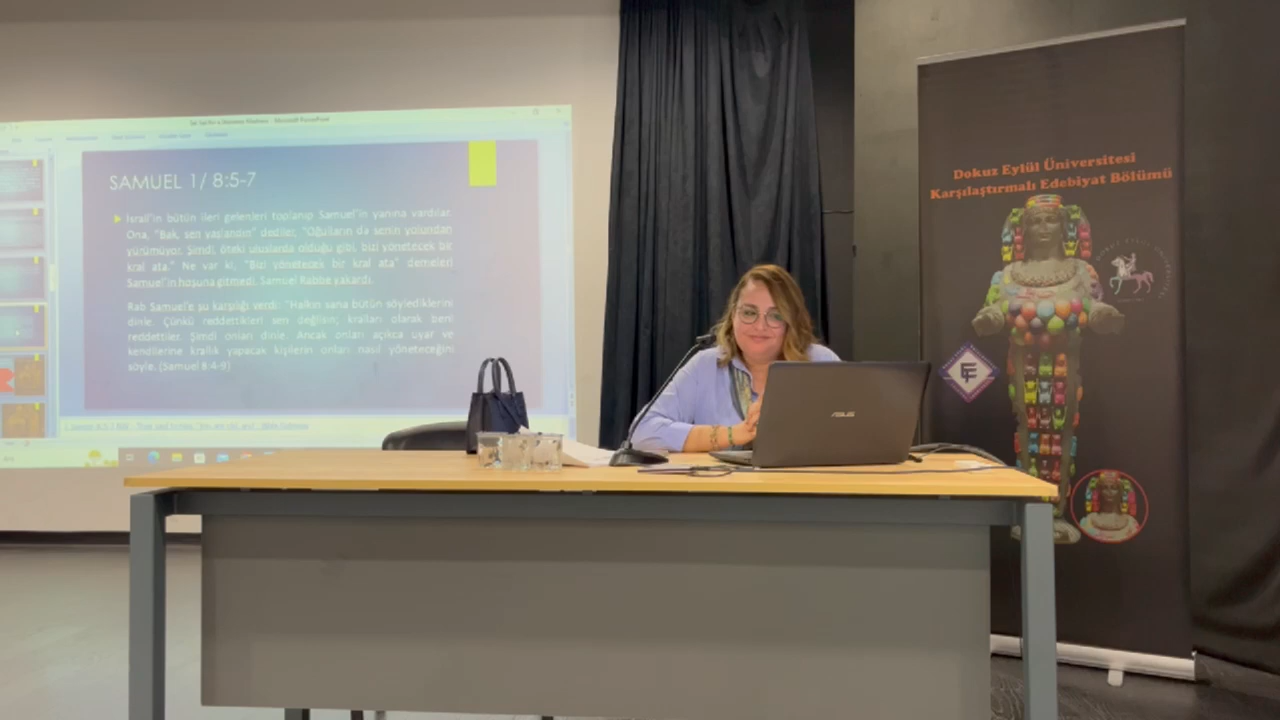 Microsoft PowerPoint
SAMUEL 1/ 8:5-7
İsrail'in bütün ileri gelenleri toplanıp Samuel'in yanına vardılar.
Ona, "Bak, sen yaşlandın" dediler, "Oğulların da senin yolundan
yürümüyor. Şimdi, öteki uluslarda olduğu gibi, bizi yönetecek bir
kral ata." Ne var ki, "Bizi yönetecek bir kral ata" demeleri
Samuel'in hoşuna gitmedi. Samuel Rabbe yakardı.
Rab Samuel'e şu karşılığı verdi: "Halkın sana bütün söylediklerini
dinle. Çünkü reddettikleri sen değilsin; kralları olarak beni
reddettiler. Şimdi onları dinle. Ancak onları açıkça uyar ve
kendilerine krallık yapacak kişilerin onları nasıl yöneteceğini
söyle. (Samuel 8:4-9)
Dokuz Eylül Üniversitesi
Karşılaştırmalı Edebiyat Bölümü
ASUS